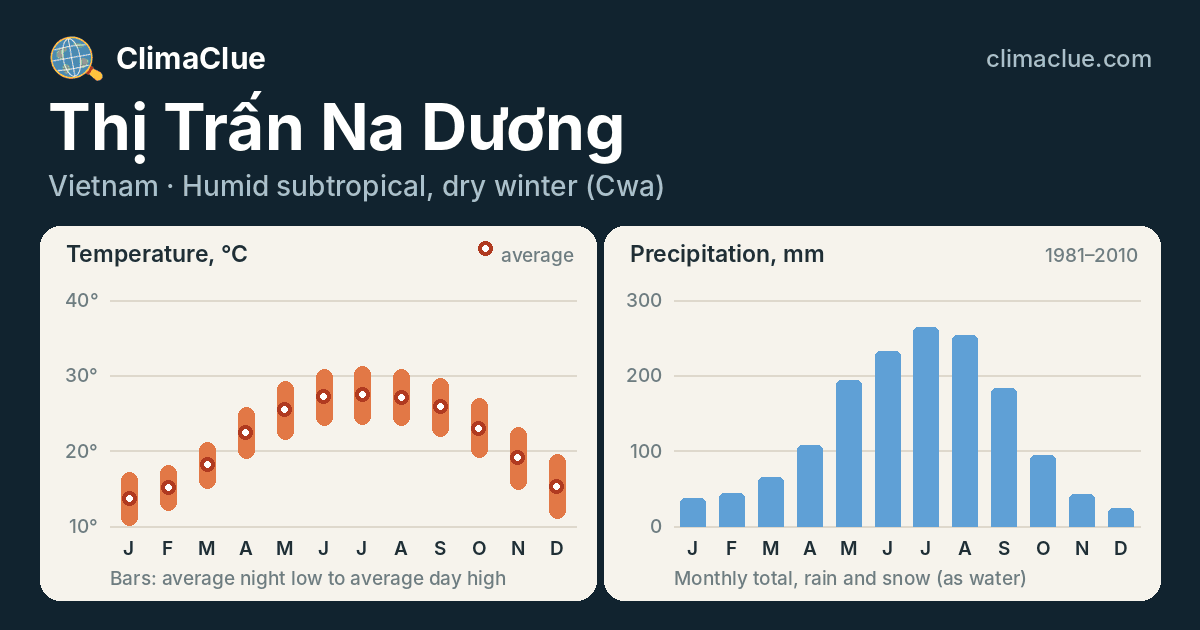 ClimaClue
climaclue.com
Thị Trấn Na Dương
Vietnam · Humid subtropical, dry winter (Cwa)
Temperature, °C
average
40°
30°
20°
10°
J F M A M J J A S O N D
Bars: average night low to average day high
Precipitation, mm
1981–2010
300
200
100
0
J F M A M J J A S O N D
Monthly total, rain and snow (as water)